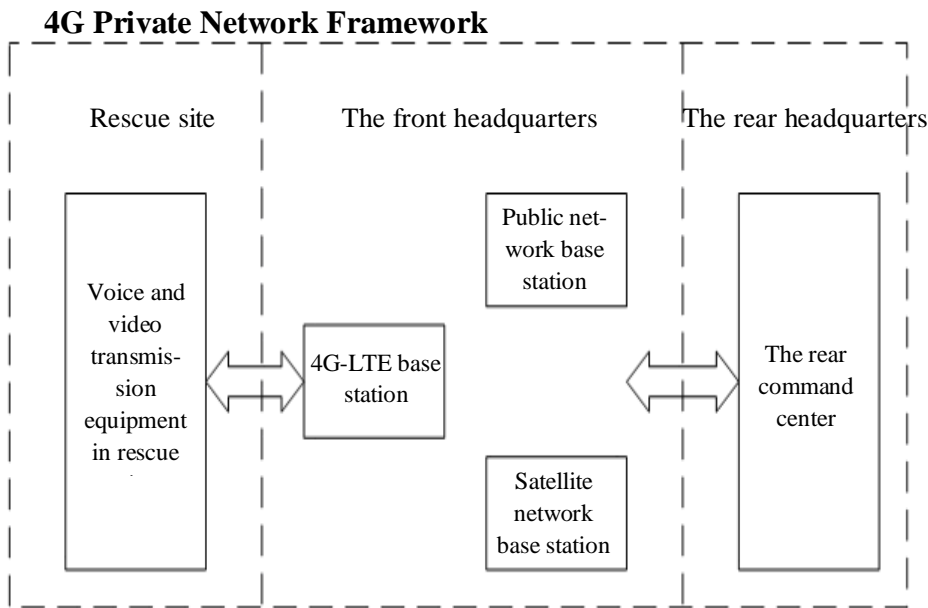 4G Private Network Framework
Rescue site
The front headquarters
The rear headquarters
Voice and
video
transmis-
sion
equipment
in rescue
4G-LTE base
station
Public net-
work base
station
Satellite
network
base station
The rear
command
center